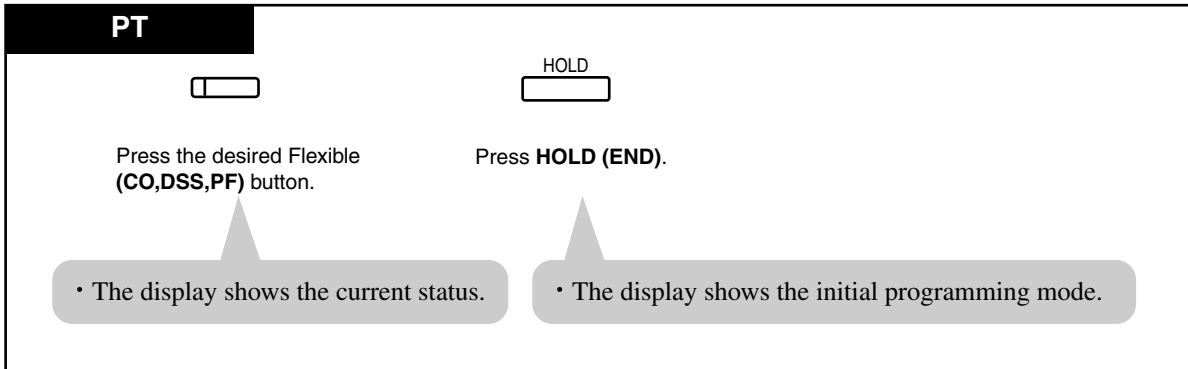 PT
HOLD
Press the desired Flexible
(CO,DSS,PF) button.
Press HOLD (END).
・The display shows the current status.
・The display shows the initial programming mode.